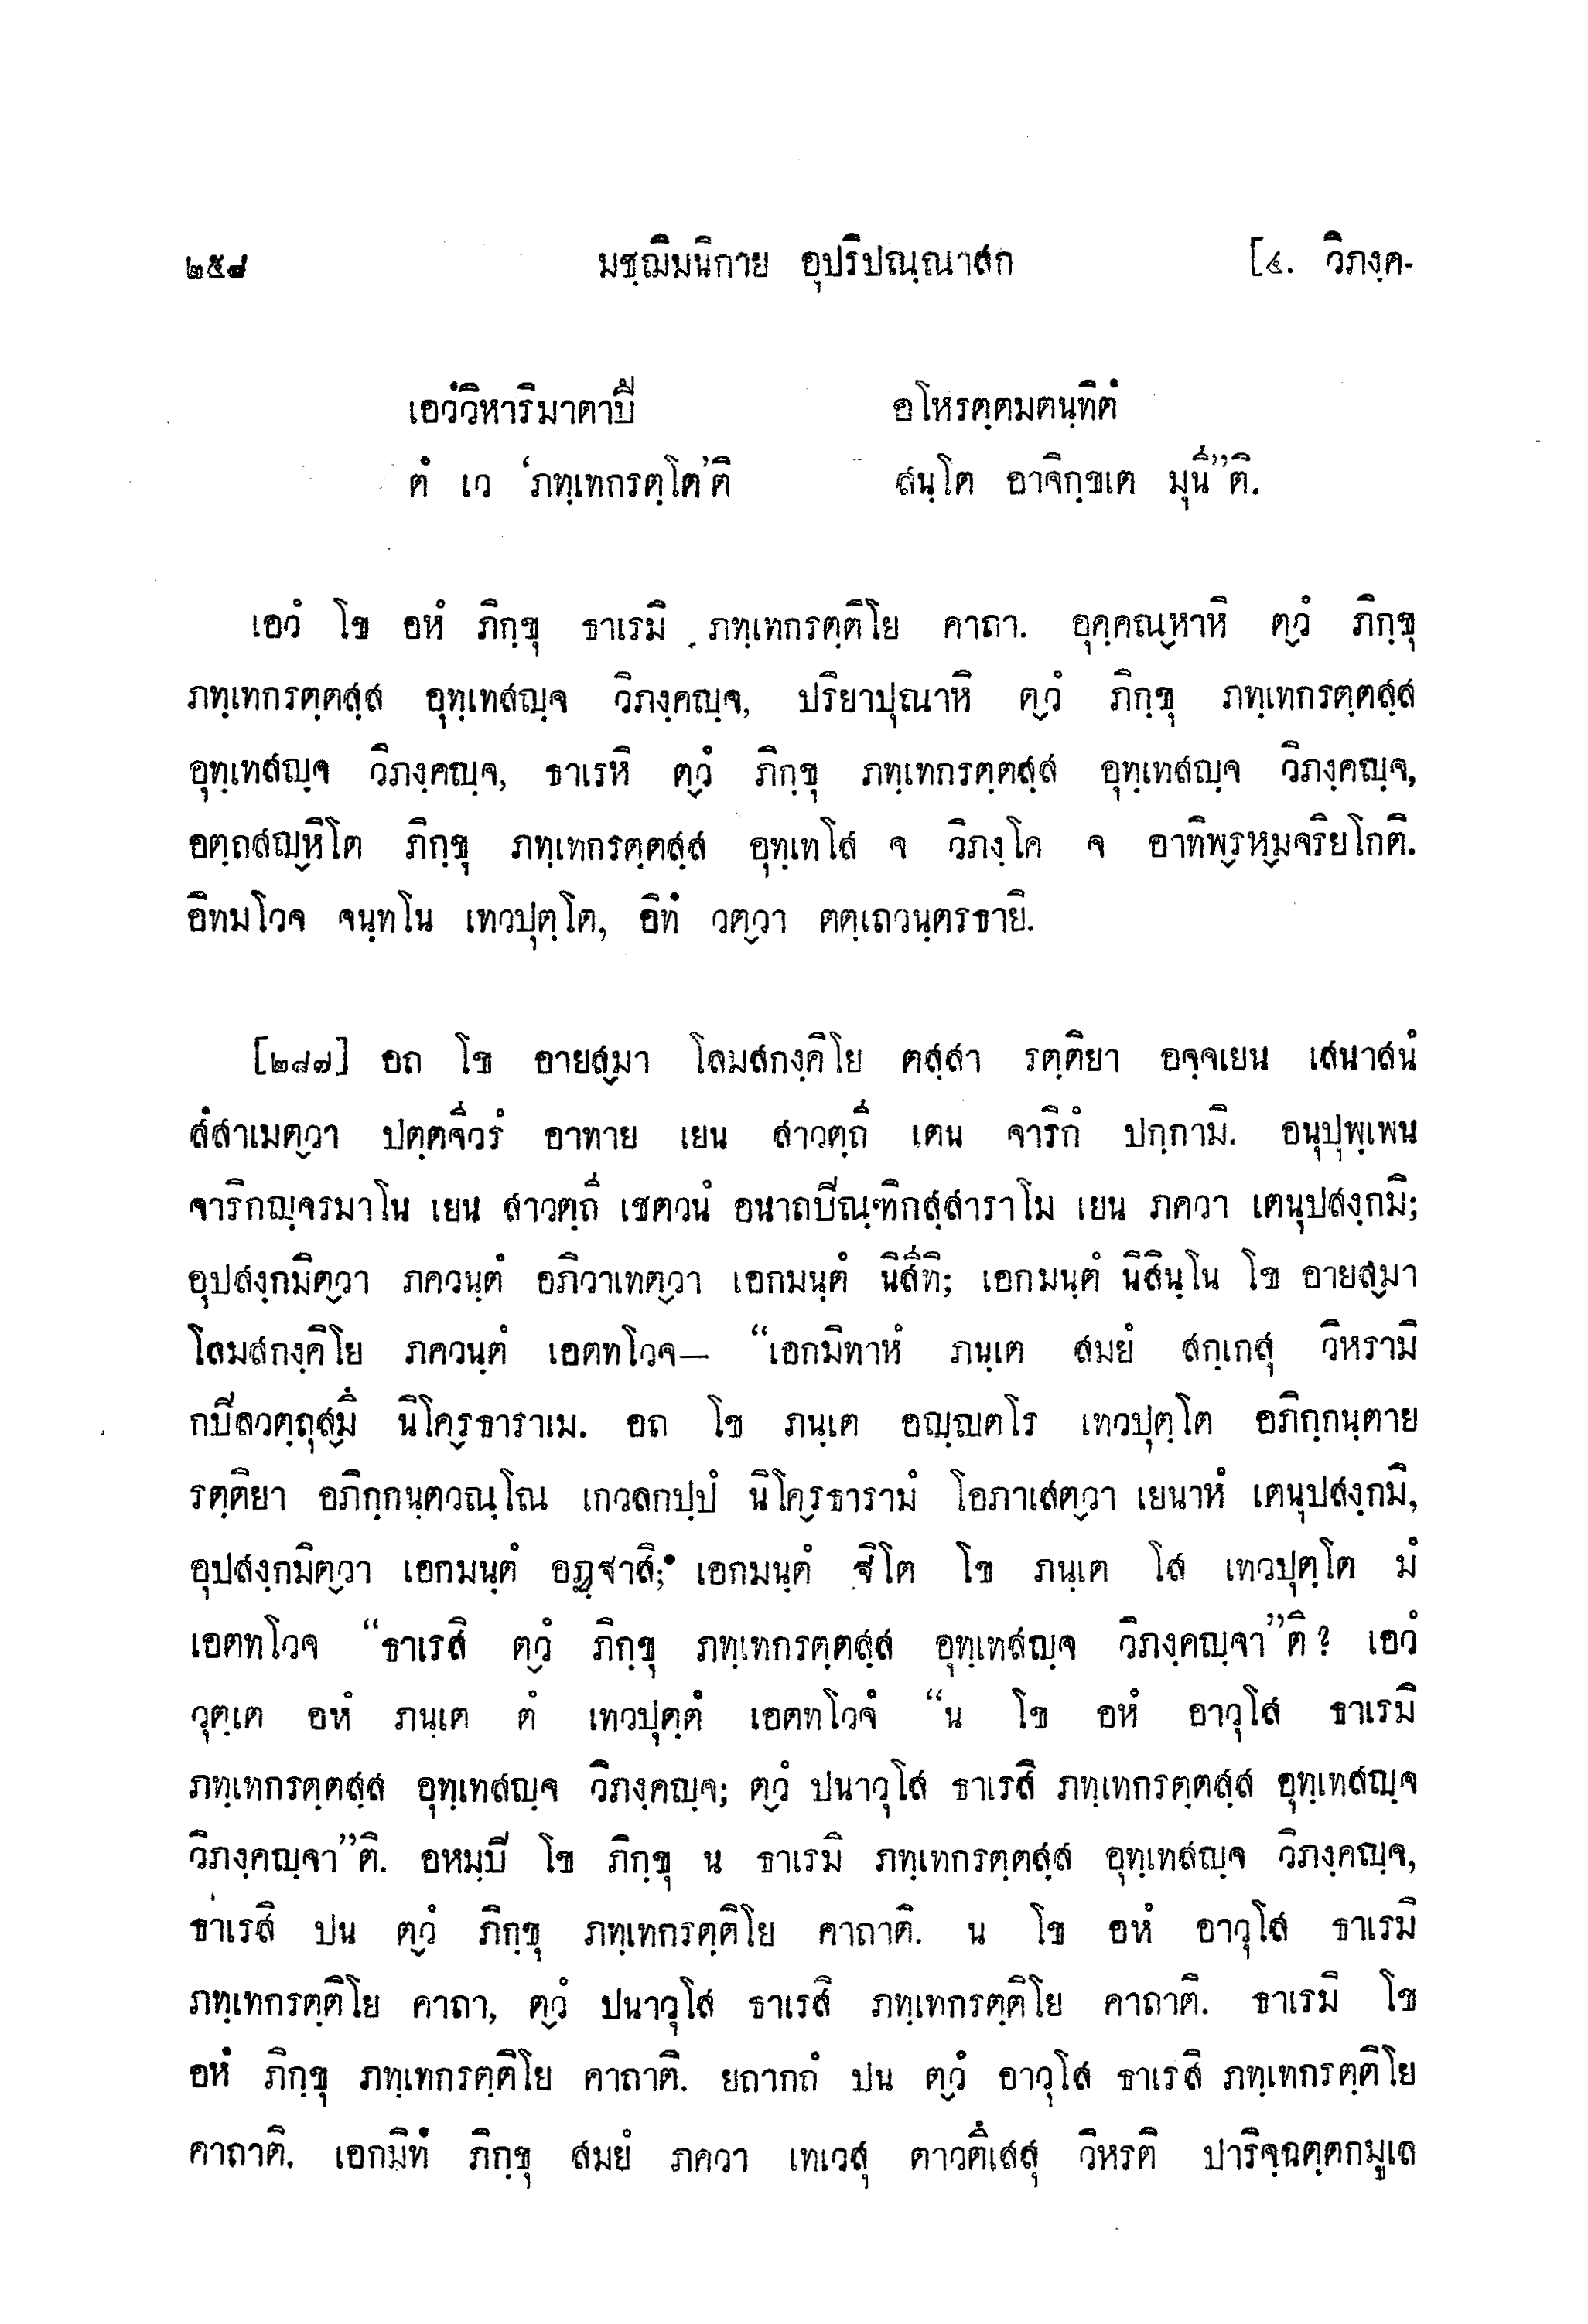 ๒๕๘ มชฺฌิมนิกาย อุปริปณฺณาสก [๔. วิภงฺค-
เอวํวิหาริมาตาปึ อโหรตฺตมตนฺทิตํ
ตํ เว ‘ภทฺเทกรตฺโต’ติ สนฺโต อาจิกฺขเต มุนี”ติ.
เอวํ โข อหํ ภิกฺขุ ธาเรมิ ภทฺเทกรตฺติโย คาถา. อุคฺคณฺหาหิ ตฺวํ ภิกฺขุ
ภทฺเทกรตฺตสฺส อุทฺเทสญฺจ วิภงฺคญฺจ, ปริยาปุณาหิ ตฺวํ ภิกฺขุ ภทฺเทกรตฺตสฺส
อุทฺเทสญฺจ วิภงฺคญฺจ, ธาเรหิ ตฺวํ ภิกฺขุ ภทฺเทกรตฺตสฺส อุทฺเทสญฺจ วิภงฺคญฺจ,
อตฺถสญฺหิโต ภิกฺขุ ภทฺเทกรตฺตสฺส อุทฺเทโส จ วิภงฺโค จ อาทิพฺรหฺมจริยโกติ.
อิทมโวจ จนฺทโน เทวปุตฺโต, อิทํ วตฺวา ตตฺเถวนฺตรธายิ.
[๒๘๗] อถ โข อายสฺมา โลมสกงฺคิโย ตสฺสา รตฺติยา อจฺจเยน เสนาสนํ
สํสาเมตฺวา ปตฺตจีวรํ อาทาย เยน สาวตฺถี เตน จาริกํ ปกฺกามิ. อนุปุพฺเพน
จาริกญฺจรมาโน เยน สาวตฺถี เชตวนํ อนาถปิณฺฑิกสฺสาราโม เยน ภควา เตนุปสงฺกมิ;
อุปสงฺกมิตฺวา ภควนฺตํ อภิวาเทตฺวา เอกมนฺตํ นิสีทิ; เอกมนฺตํ นิสินฺโน โข อายสฺมา
โลมสกงฺคิโย ภควนฺตํ เอตทโวจ— “เอกมิทาหํ ภนฺเต สมยํ สกฺเกสุ วิหรามิ
กปิลวตฺถุสฺมึ นิโคฺรธาราเม. อถ โข ภนฺเต อญฺญตโร เทวปุตฺโต อภิกฺกนฺตาย
รตฺติยา อภิกฺกนฺตวณฺโณ เกวลกปฺปํ นิโคฺรธารามํ โอภาเสตฺวา เยนาหํ เตนุปสงฺกมิ,
อุปสงฺกมิตฺวา เอกมนฺตํ อฏฺฐาสิ; เอกมนฺตํ ฐิโต โข ภนฺเต โส เทวปุตฺโต มํ
เอตทโวจ “ธาเรสิ ตฺวํ ภิกฺขุ ภทฺเทกรตฺตสฺส อุทฺเทสญฺจ วิภงฺคญฺจา”ติ? เอวํ
วุตฺเต อหํ ภนฺเต ตํ เทวปุตฺตํ เอตทโวจํ “น โข อหํ อาวุโส ธาเรมิ
ภทฺเทกรตฺตสฺส อุทฺเทสญฺจ วิภงฺคญฺจ; ตฺวํ ปนาวุโส ธาเรสิ ภทฺเทกรตฺตสฺส อุทฺเทสญฺจ
วิภงฺคญฺจา”ติ. อหมฺปิ โข ภิกฺขุ น ธาเรมิ ภทฺเทกรตฺตสฺส อุทฺเทสญฺจ วิภงฺคญฺจ,
ธาเรสิ ปน ตฺวํ ภิกฺขุ ภทฺเทกรตฺติโย คาถาติ. น โข อหํ อาวุโส ธาเรมิ
ภทฺเทกรตฺติโย คาถา, ตฺวํ ปนาวุโส ธาเรสิ ภทฺเทกรตฺติโย คาถาติ. ธาเรมิ โข
อหํ ภิกฺขุ ภทฺเทกรตฺติโย คาถาติ. ยถากถํ ปน ตฺวํ อาวุโส ธาเรสิ ภทฺเทกรตฺติโย
คาถาติ. เอกมิทํ ภิกฺขุ สมยํ ภควา เทเวสุ ตาวตึเสสุ วิหรติ ปาริจฺฉตฺตกมูเล